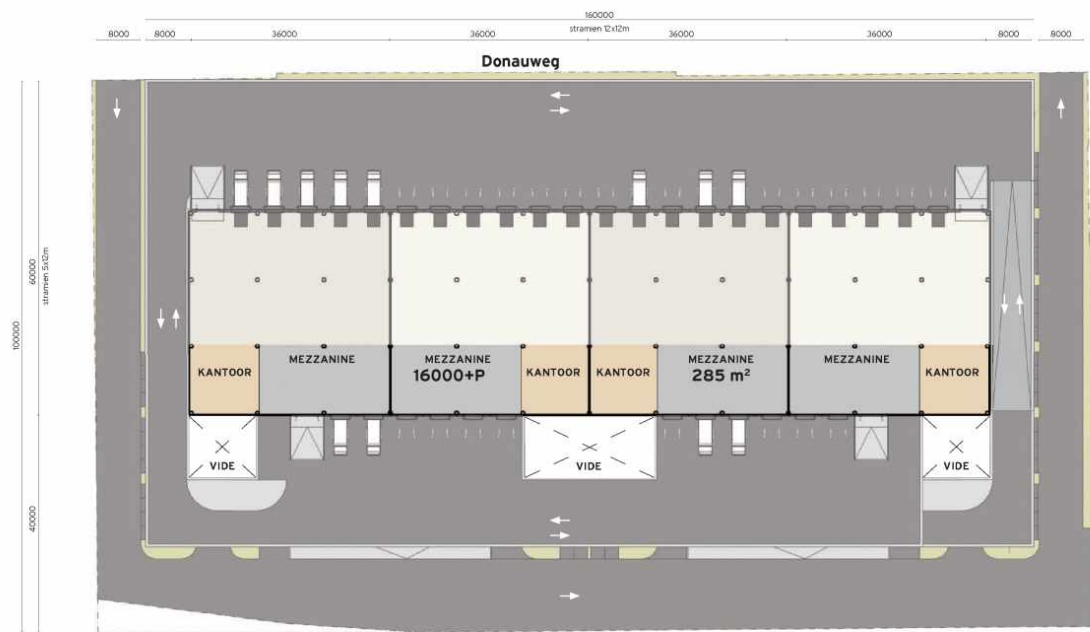 160000
stramien 12x12m
8000 8000 36000 36000 36000 36000 8000 8000
Donauweg
60000
stramien 5x12m
100000
40000
MEZZANINE MEZZANINE MEZZANINE MEZZANINE
KANTOOR 16000+P KANTOOR KANTOOR 285 m² KANTOOR
VIDE VIDE VIDE